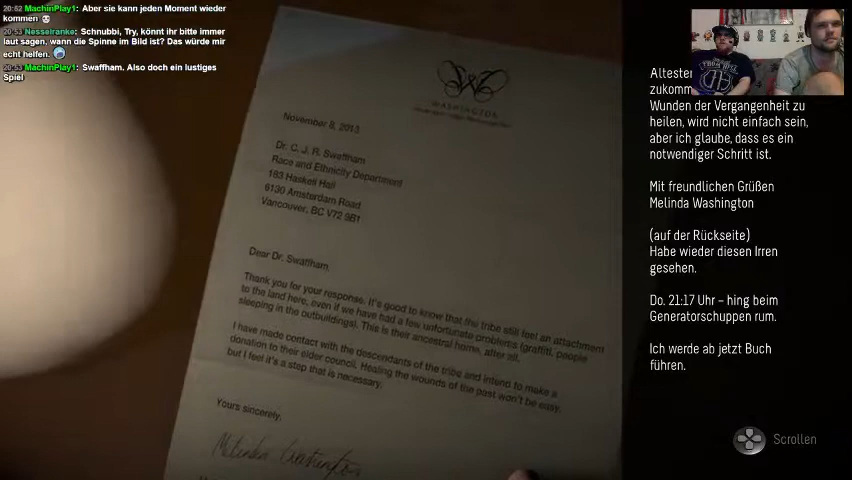 20:52 MachinPlay1: Aber sie kann jeden Moment wieder
kommen
20:53 Nesselranke: Schnubbi, Try, könnt ihr bitte immer
laut sagen, wann die Spinne im Bild ist? Das würde mir
echt helfen.
20:53 MachinPlay1: Swaffham. Also doch ein lustiges
Spiel
W
WASHINGTON
November 8, 2013
Dr. C. J. R. Swaffham
Race and Ethnicity Department
183 Haskell Hall
6130 Amsterdam Road
Vancouver, BC V72 9B1
Dear Dr. Swaffham,
Thank you for your response. It's good to know that the tribe still feel an attachment
to the land here, even if we have had a few unfortunate problems (graffiti, people
sleeping in the outbuildings). This is their ancestral home, after all.
I have made contact with the descendants of the tribe and intend to make a
donation to their elder council. Healing the wounds of the past won't be easy,
but I feel it's a step that is necessary.
Yours sincerely,
Melinda Washington
Ältesten
zukomm
Wunden der Vergangenheit zu
heilen, wird nicht einfach sein,
aber ich glaube, dass es ein
notwendiger Schritt ist.
Mit freundlichen Grüßen
Melinda Washington
(auf der Rückseite)
Habe wieder diesen Irren
gesehen.
Do. 21:17 Uhr – hing beim
Generatorschuppen rum.
Ich werde ab jetzt Buch
führen.
Scrollen